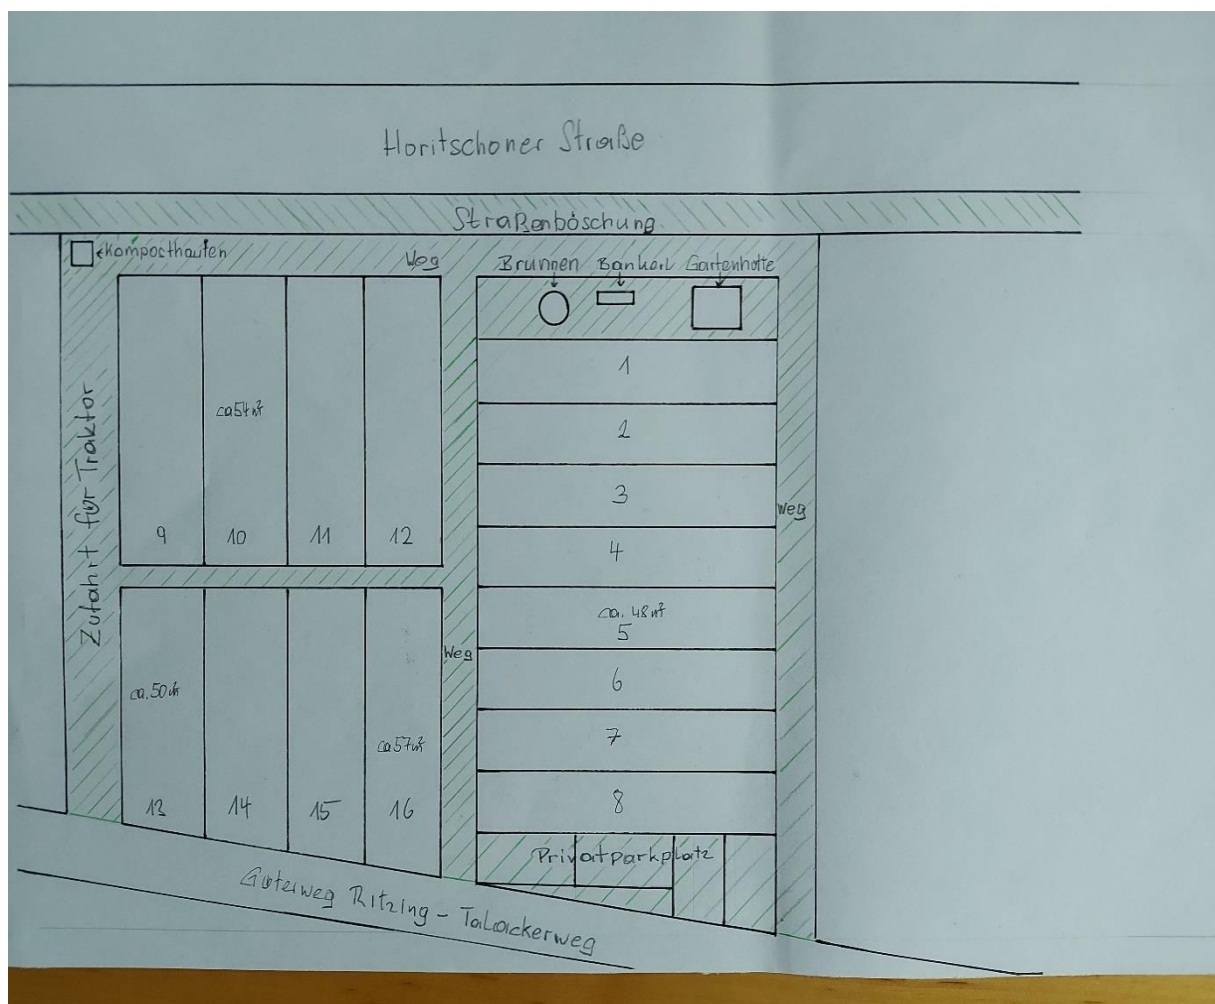 Horitschoner Straße
Straßenböschung
Komposthaufen
Weg
Brunnen
Bankerl
Gartenhütte
1
2
3
4
ca. 48 m²
5
6
7
8
Weg
Weg
Zufahrt für Traktor
ca 54 m²
9
10
11
12
ca. 50 m²
ca 57 m²
13
14
15
16
Privatparkplatz
Güterweg Ritzing - Talackerweg